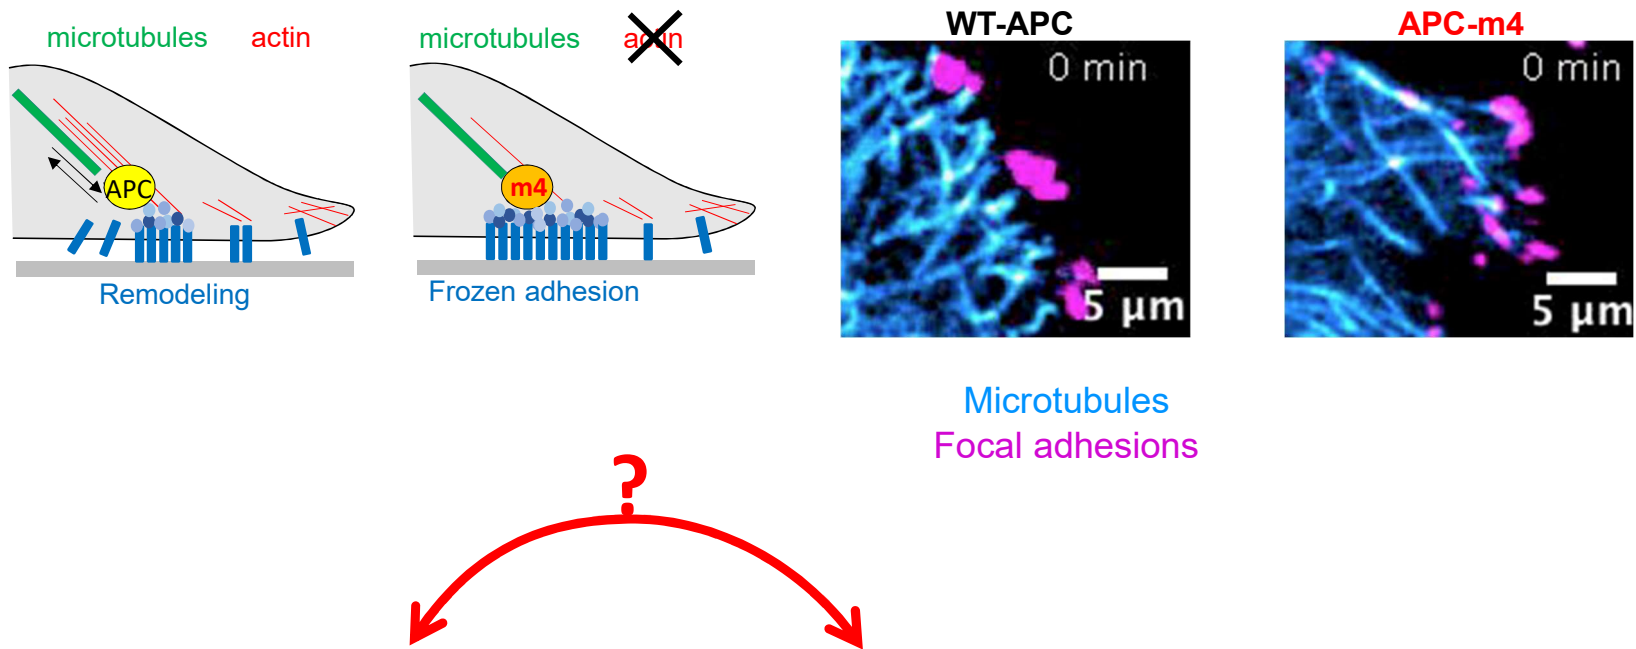 microtubules actin
APC
Remodeling
microtubules actin
m4
Frozen adhesion
WT-APC
0 min
5 μm
APC-m4
0 min
5 μm
Microtubules
Focal adhesions
?